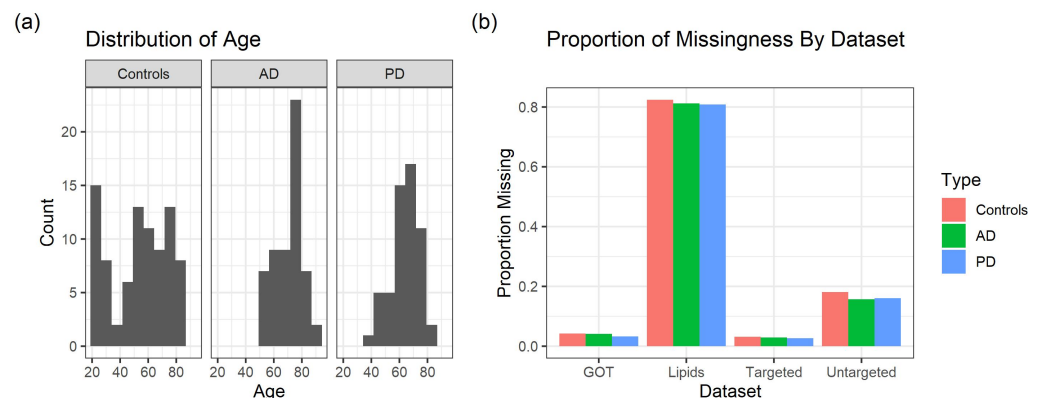 (a)
Distribution of Age
Controls AD PD
Count
20
15
10
5
0
20 40 60 80 20 40 60 80 20 40 60 80
Age
(b)
Proportion of Missingness By Dataset
Proportion Missing
0.8
0.6
0.4
0.2
0.0
GOT Lipids Targeted Untargeted
Dataset
Type
Controls
AD
PD